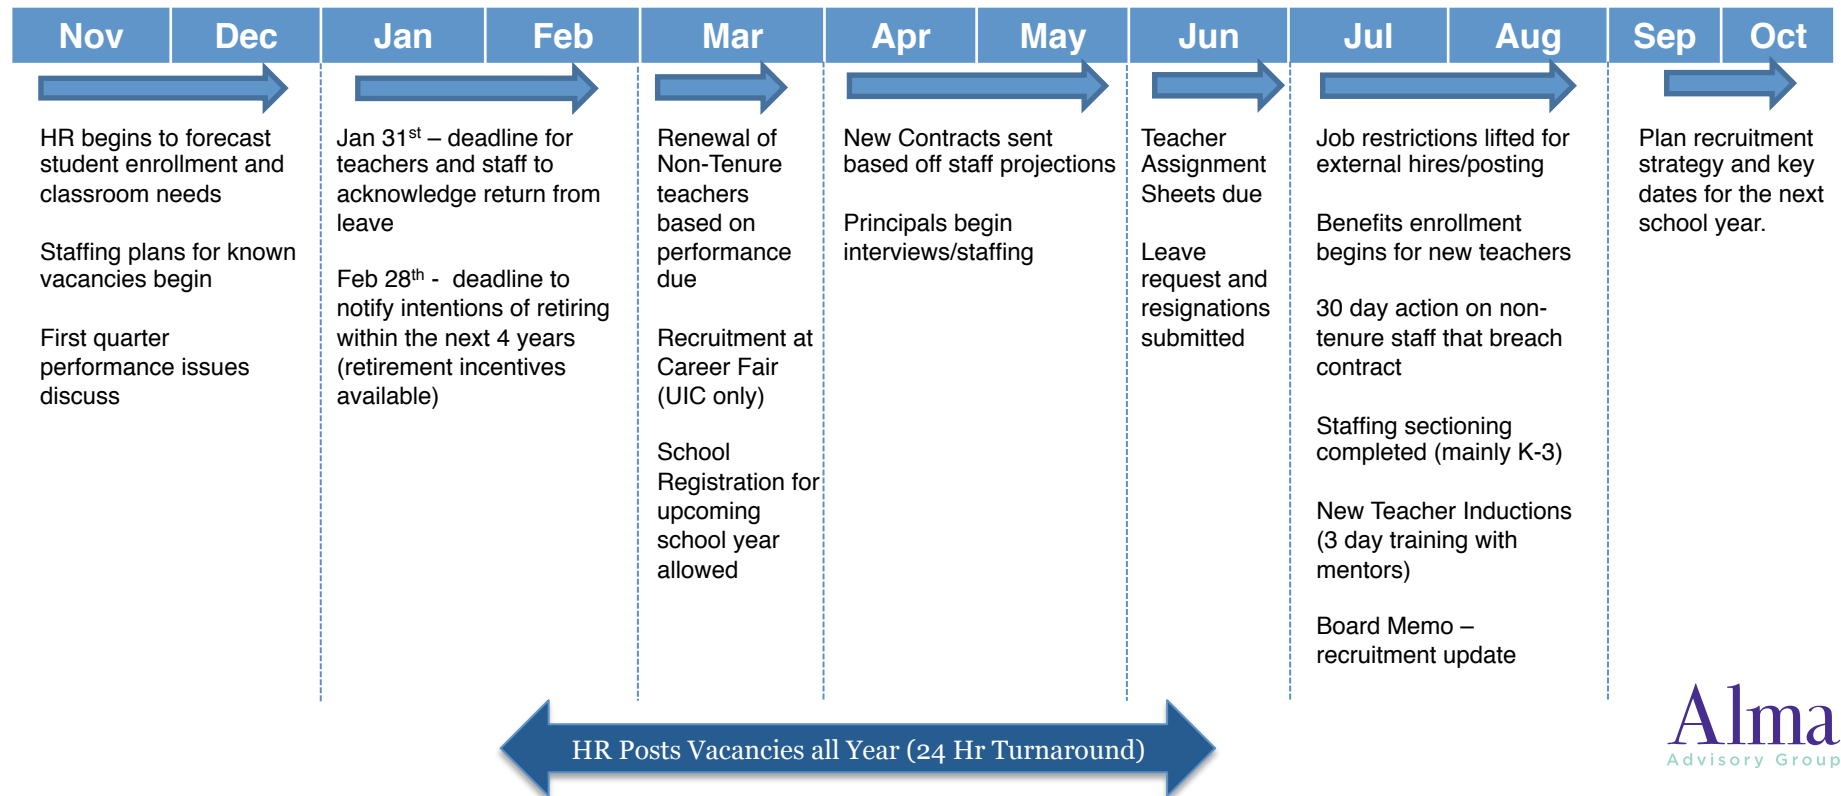 Nov Dec Jan Feb Mar Apr May Jun Jul Aug Sep Oct
HR begins to forecast
student enrollment and
classroom needs
Staffing plans for known
vacancies begin
First quarter
performance issues
discuss
Jan 31st – deadline for
teachers and staff to
acknowledge return from
leave
Feb 28th - deadline to
notify intentions of retiring
within the next 4 years
(retirement incentives
available)
Renewal of
Non-Tenure
teachers
based on
performance
due
Recruitment at
Career Fair
(UIC only)
School
Registration for
upcoming
school year
allowed
New Contracts sent
based off staff projections
Principals begin
interviews/staffing
Teacher
Assignment
Sheets due
Leave
request and
resignations
submitted
Job restrictions lifted for
external hires/posting
Benefits enrollment
begins for new teachers
30 day action on non-
tenure staff that breach
contract
Staffing sectioning
completed (mainly K-3)
New Teacher Inductions
(3 day training with
mentors)
Board Memo –
recruitment update
Plan recruitment
strategy and key
dates for the next
school year.
HR Posts Vacancies all Year (24 Hr Turnaround)
Alma
Advisory Group